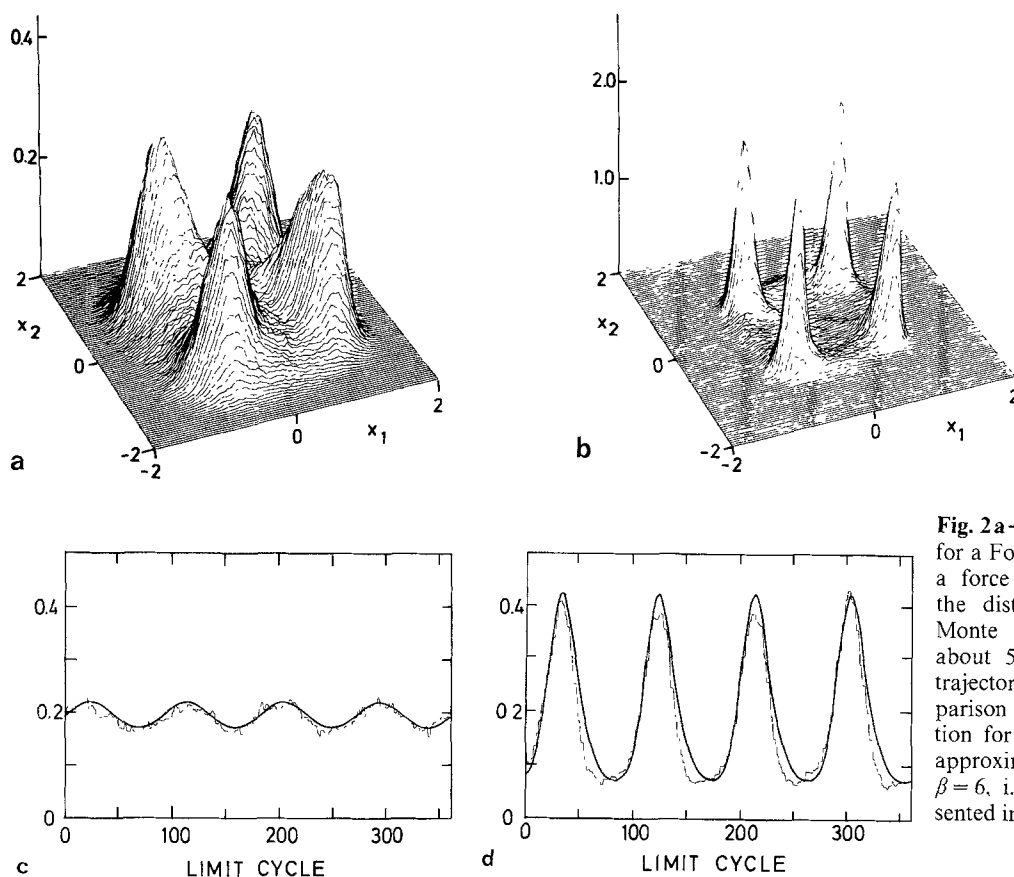 0.4
0.2
2
x2
0
-2
-2
0
x1
2
a
2.0
1.0
2
x2
0
-2
-2
0
x1
2
b
0.4
0.2
0
0 100 200 300
LIMIT CYCLE
c
0.4
0.2
0
0 100 200 300
LIMIT CYCLE
d
Fig. 2a-
for a Fo
a force
the dist
Monte
about 5
trajector
parison
tion for
approxin
β = 6, i.
sented in